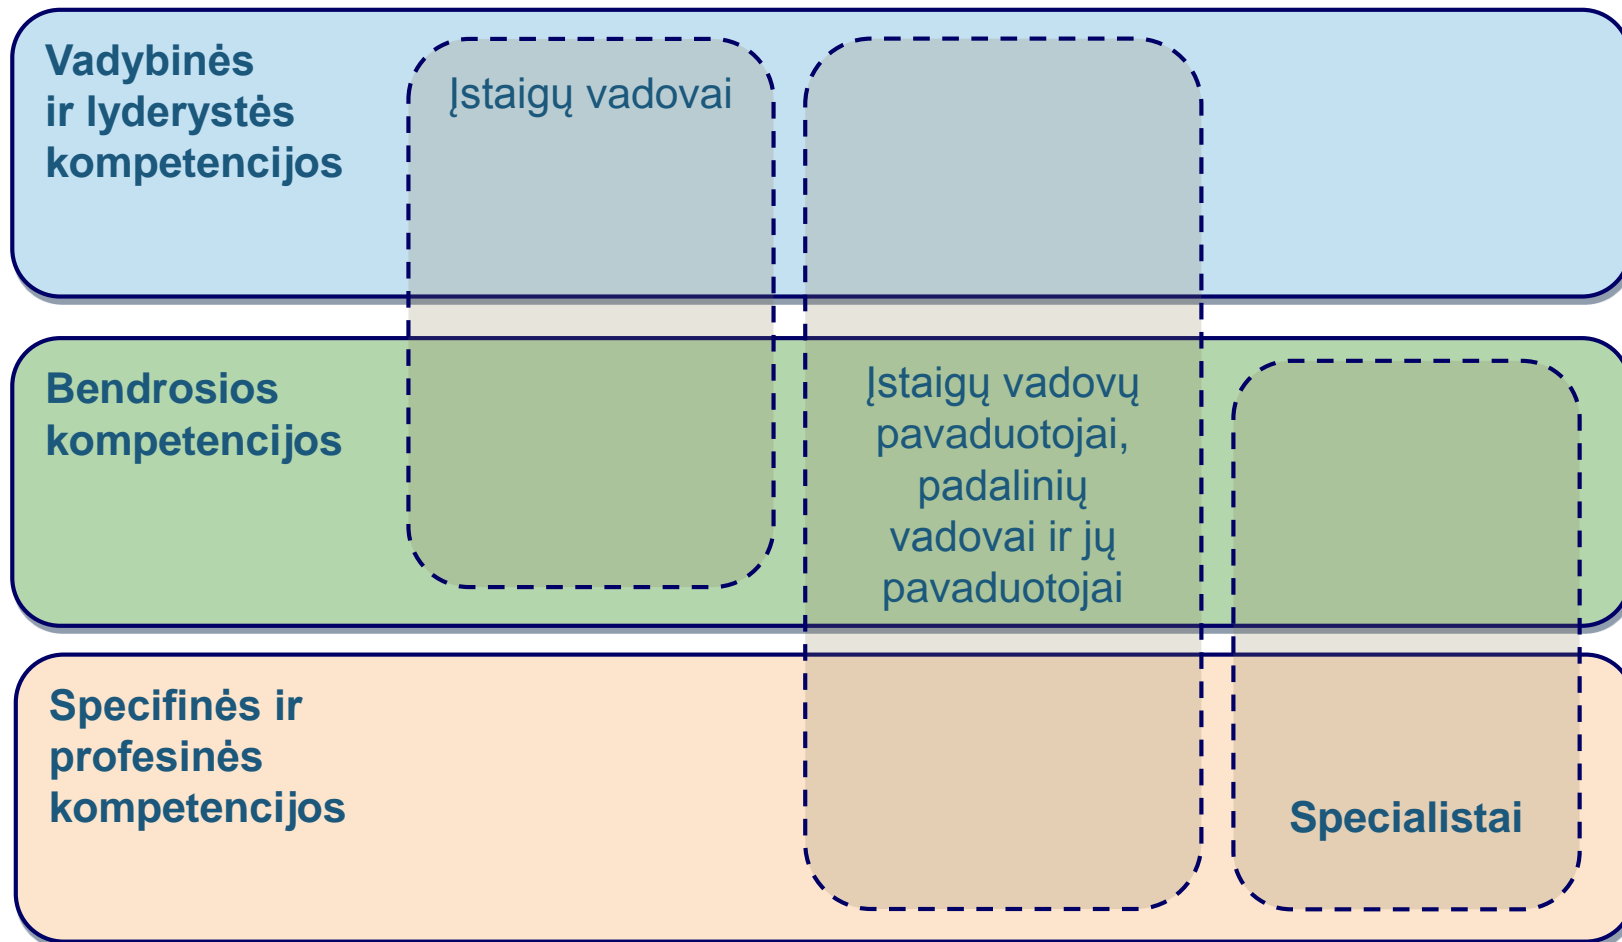 Vadybinės
ir lyderystės
kompetencijos
Įstaigų vadovai
Bendrosios
kompetencijos
Įstaigų vadovų
pavaduotojai,
padalinių
vadovai ir jų
pavaduotojai
Specifinės ir
profesinės
kompetencijos
Specialistai